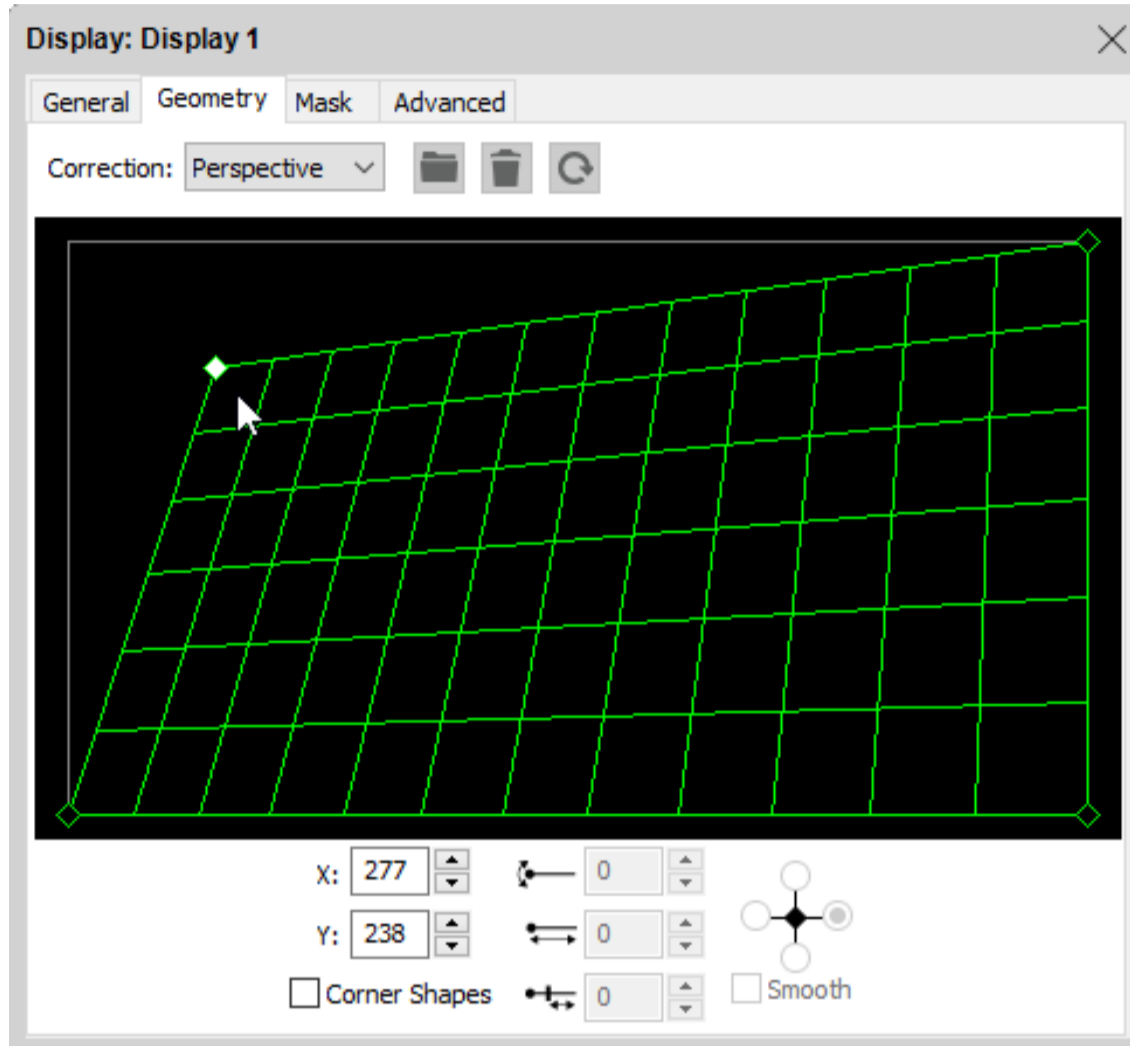 Display: Display 1
General Geometry Mask Advanced
Correction: Perspective
X: 277 0
Y: 238 0
Corner Shapes 0 Smooth